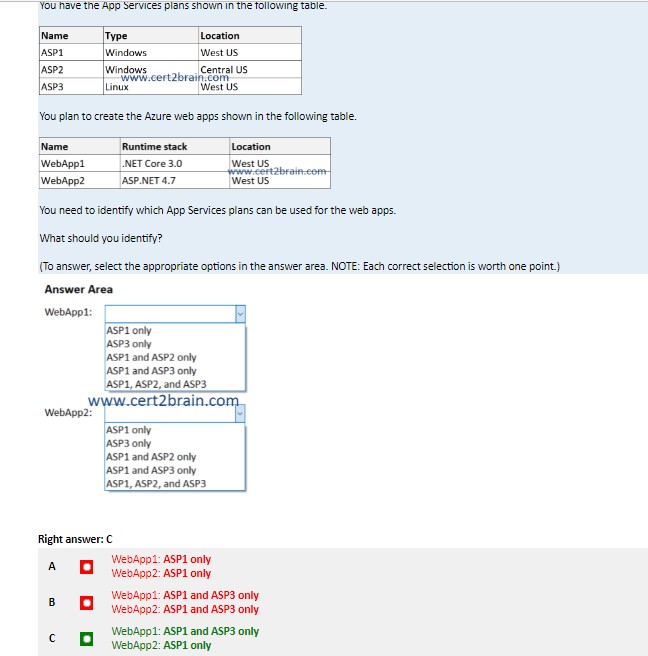 You have the App Services plans shown in the following table.
Name Type Location
ASP1 Windows West US
ASP2 Windows Central US
www.cert2brain.com
ASP3 Linux West US
You plan to create the Azure web apps shown in the following table.
Name Runtime stack Location
WebApp1 .NET Core 3.0 West US
www.cert2brain.com
WebApp2 ASP.NET 4.7 West US
You need to identify which App Services plans can be used for the web apps.
What should you identify?
(To answer, select the appropriate options in the answer area. NOTE: Each correct selection is worth one point.)
Answer Area
WebApp1:
ASP1 only
ASP3 only
ASP1 and ASP2 only
ASP1 and ASP3 only
ASP1, ASP2, and ASP3
www.cert2brain.com
WebApp2:
ASP1 only
ASP3 only
ASP1 and ASP2 only
ASP1 and ASP3 only
ASP1, ASP2, and ASP3
Right answer: C
A WebApp1: ASP1 only
WebApp2: ASP1 only
B WebApp1: ASP1 and ASP3 only
WebApp2: ASP1 and ASP3 only
C WebApp1: ASP1 and ASP3 only
WebApp2: ASP1 only